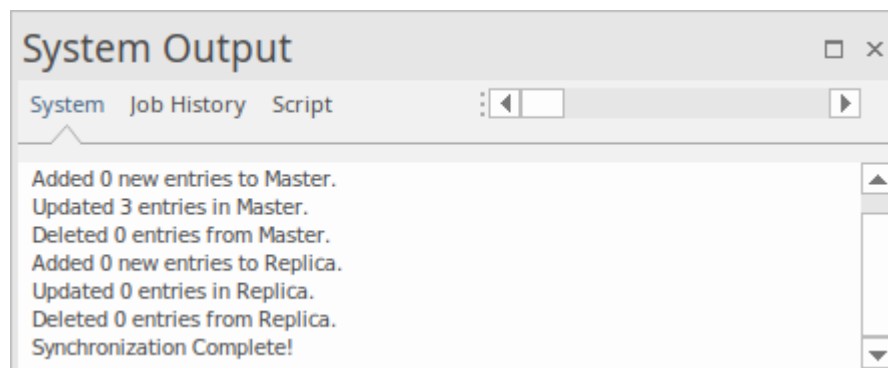 System Output
System Job History Script
Added 0 new entries to Master.
Updated 3 entries in Master.
Deleted 0 entries from Master.
Added 0 new entries to Replica.
Updated 0 entries in Replica.
Deleted 0 entries from Replica.
Synchronization Complete!